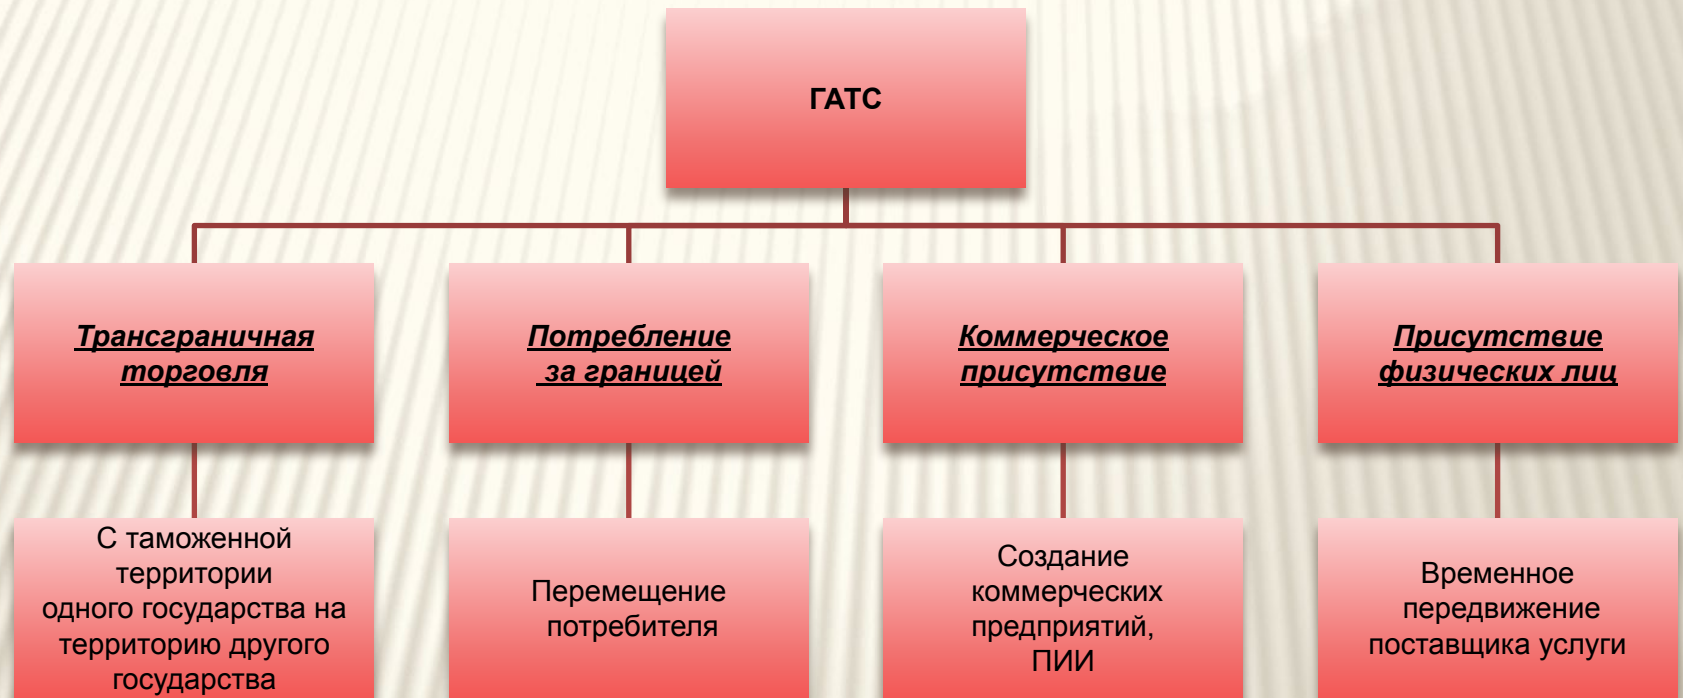 ГАТС
Трансграничная
торговля
Потребление
за границей
Коммерческое
присутствие
Присутствие
физических лиц
С таможенной
территории
одного государства на
территорию другого
государства
Перемещение
потребителя
Создание
коммерческих
предприятий,
ПИИ
Временное
передвижение
поставщика услуги